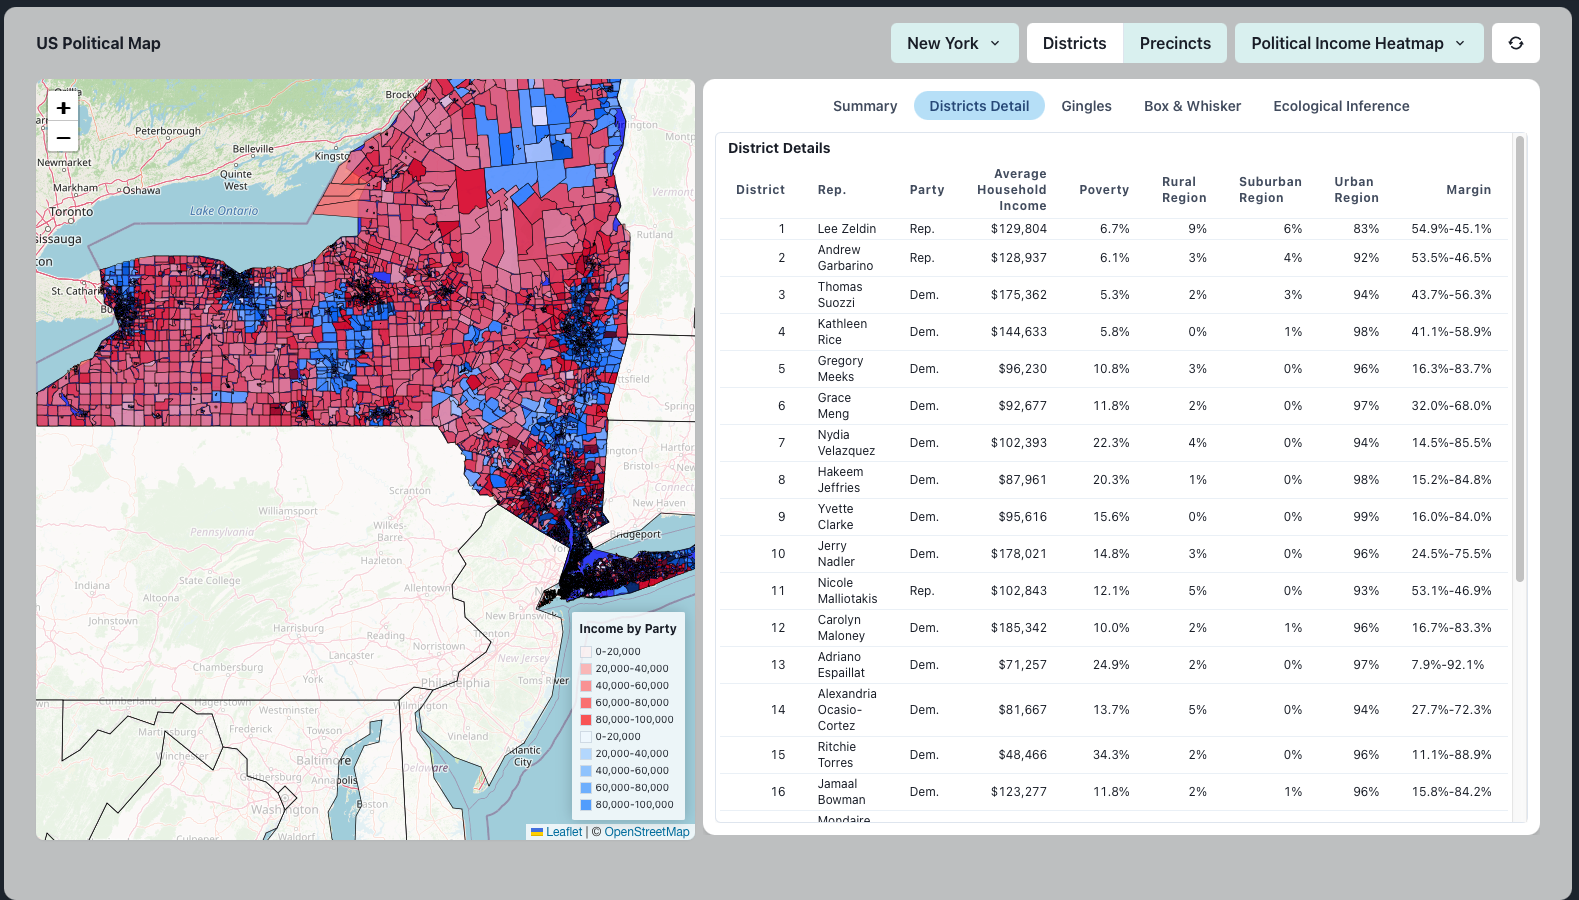 US Political Map
New York
Districts
Precincts
Political Income Heatmap
+
−
Brocky
Peterborough
Belleville
Kingsto
Newmarket
Quinte
West
Markham
Oshawa
Toronto
Lake Ontario
sissauga
St. Cathari
lington
Montp
Vermont
Rutland
ttsfield
Spring
Hartfor
Bristol
New
Connect
New Haven
idgeport
Scranton
Williamsport
Pennsylvania
Wilkes-
Barre
Hazleton
Indiana
State College
Altoona
Allentown
Johnstown
Harrisburg
Reading
New Brunswick
Trenton
Lancaster
Norristown
New Jersey
Chambersburg
York
Philadelphia
Toms River
Cumberland
Hagerstown
Westminster
Wilmington
Martinsburg
Frederick
Towson
Vineland
Winchester
Baltimore
Atlantic
City
Gaithersburg
Annapolis
Delaware
Washington
Easton
Waldorf
Cambridge
Income by Party
0-20,000
20,000-40,000
40,000-60,000
60,000-80,000
80,000-100,000
0-20,000
20,000-40,000
40,000-60,000
60,000-80,000
80,000-100,000
Leaflet | © OpenStreetMap
Summary
Districts Detail
Gingles
Box & Whisker
Ecological Inference
District Details
District Rep. Party Average Household Income Poverty Rural Region Suburban Region Urban Region Margin
1 Lee Zeldin Rep. $129,804 6.7% 9% 6% 83% 54.9%-45.1%
2 Andrew Garbarino Rep. $128,937 6.1% 3% 4% 92% 53.5%-46.5%
3 Thomas Suozzi Dem. $175,362 5.3% 2% 3% 94% 43.7%-56.3%
4 Kathleen Rice Dem. $144,633 5.8% 0% 1% 98% 41.1%-58.9%
5 Gregory Meeks Dem. $96,230 10.8% 3% 0% 96% 16.3%-83.7%
6 Grace Meng Dem. $92,677 11.8% 2% 0% 97% 32.0%-68.0%
7 Nydia Velazquez Dem. $102,393 22.3% 4% 0% 94% 14.5%-85.5%
8 Hakeem Jeffries Dem. $87,961 20.3% 1% 0% 98% 15.2%-84.8%
9 Yvette Clarke Dem. $95,616 15.6% 0% 0% 99% 16.0%-84.0%
10 Jerry Nadler Dem. $178,021 14.8% 3% 0% 96% 24.5%-75.5%
11 Nicole Malliotakis Rep. $102,843 12.1% 5% 0% 93% 53.1%-46.9%
12 Carolyn Maloney Dem. $185,342 10.0% 2% 1% 96% 16.7%-83.3%
13 Adriano Espaillat Dem. $71,257 24.9% 2% 0% 97% 7.9%-92.1%
14 Alexandria Ocasio-Cortez Dem. $81,667 13.7% 5% 0% 94% 27.7%-72.3%
15 Ritchie Torres Dem. $48,466 34.3% 2% 0% 96% 11.1%-88.9%
16 Jamaal Bowman Dem. $123,277 11.8% 2% 1% 96% 15.8%-84.2%
Mondaire